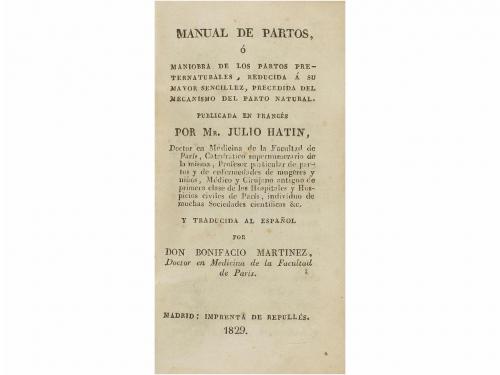 MANUAL DE PARTOS,
ó
MANIOBRA DE LOS PARTOS PRE-
TERNATURALES, REDUCIDA Á SU
MAYOR SENCILLEZ, PRECEDIDA DEL
MECANISMO DEL PARTO NATURAL.
PUBLICADA EN FRANCÉS
POR MR. JULIO HATIN,
Doctor en Medicina de la Facultad de
París, Catedrático supernumerario de
la misma, Profesor particular de par-
tos y de enfermedades de mugeres y
niños, Médico y Cirujano antiguo de
primera clase de los Hospitales y Hos-
picios civiles de París, individuo de
muchas Sociedades científicas &c.
Y TRADUCIDA AL ESPAÑOL
POR
DON BONIFACIO MARTINEZ,
Doctor en Medicina de la Facultad
de París.
MADRID: IMPRENTA DE REPULLÉS.
1829.